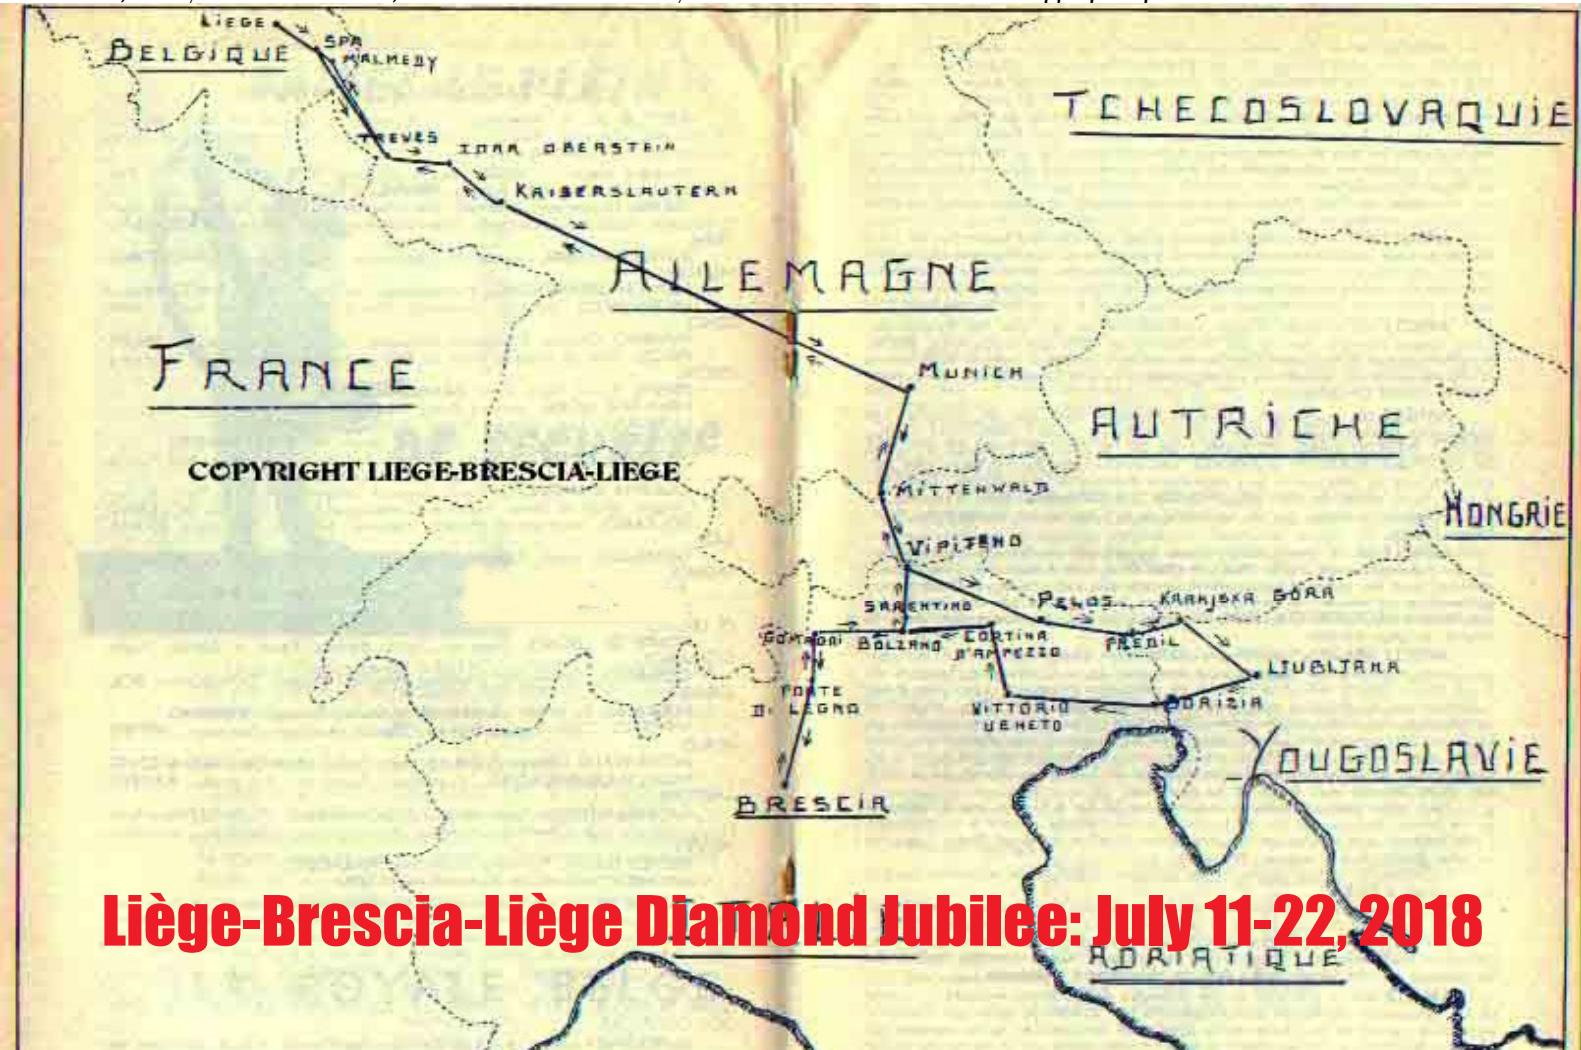 LIEGE
SPA
BELGIQUE
MALMEDY
TCHECOSLOVAQUIE
TREVES
IDAR OBERSTEIN
KAISERSLAUTERN
ALLEMAGNE
FRANCE
MUNICH
AUTRICHE
COPYRIGHT LIEGE-BRESCIA-LIEGE
MITTENWALD
HONGRIE
VIPITENO
SARENTINO
PENOS
KRANJSKA GORA
GOMAGOI
BOLZANO
CORTINA
D'AMPEZZO
PREDIL
LJUBLJANA
PONTE
DI LEGNO
VITTORIO
VENETO
GORIZIA
YOUGOSLAVIE
BRESCIA
Liège-Brescia-Liège Diamond Jubilee: July 11-22, 2018
ADRIATIQUE